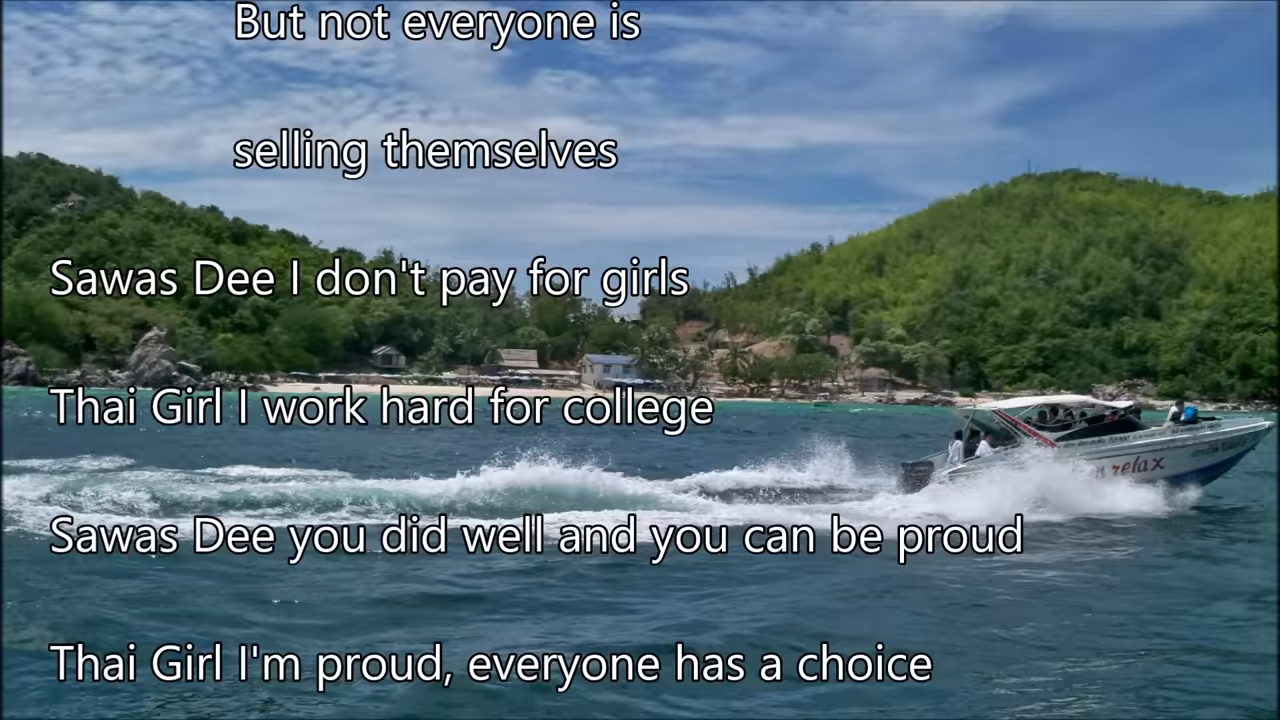 But not everyone is
selling themselves
Sawas Dee I don't pay for girls
Thai Girl I work hard for college
relax
Sawas Dee you did well and you can be proud
Thai Girl I'm proud, everyone has a choice